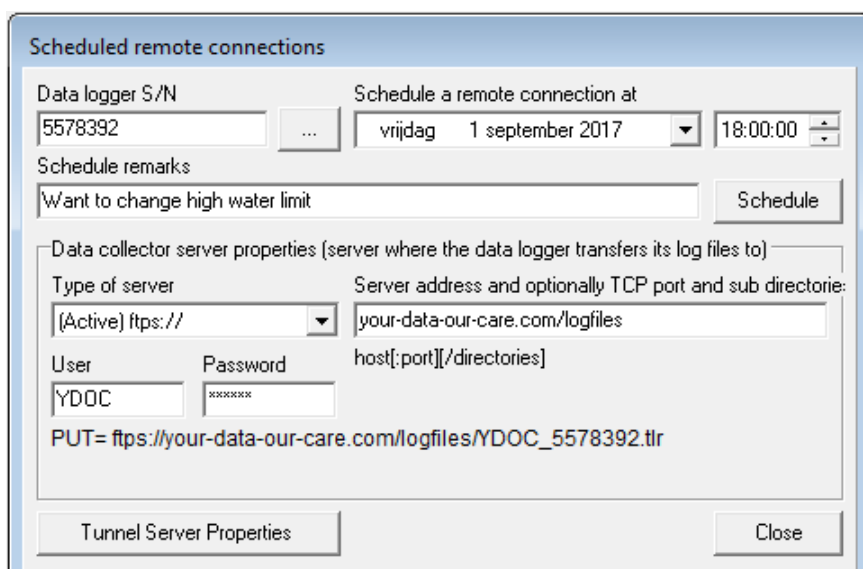 Scheduled remote connections
Data logger S/N
Schedule a remote connection at
5578392
...
vrijdag 1 september 2017
18:00:00
Schedule remarks
Want to change high water limit
Schedule
Data collector server properties (server where the data logger transfers its log files to)
Type of server
Server address and optionally TCP port and sub directorie
(Active) ftps://
your-data-our-care.com/logfiles
User
Password
host[:port][/directories]
YDOC
******
PUT= ftps://your-data-our-care.com/logfiles/YDOC_5578392.tlr
Tunnel Server Properties
Close